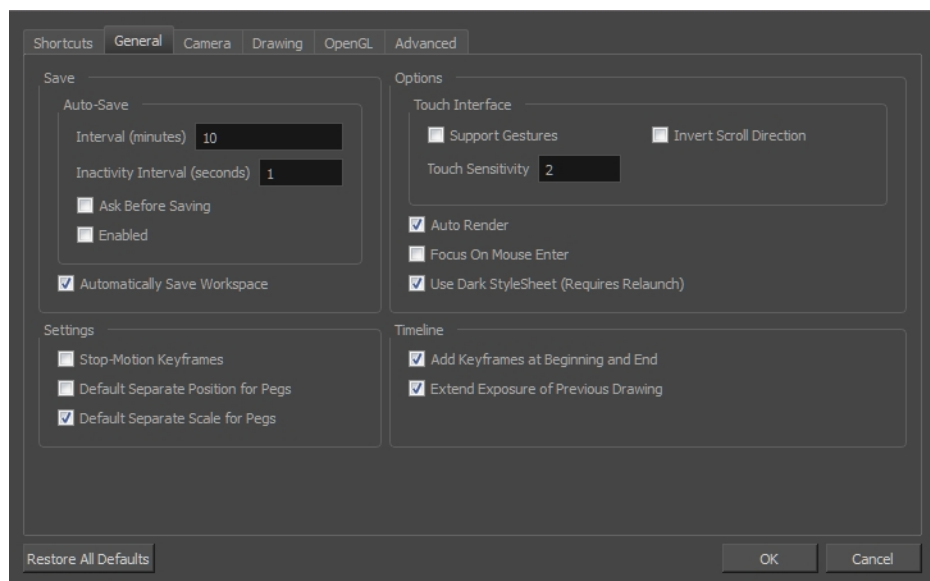 Shortcuts General Camera Drawing OpenGL Advanced
Save
Auto-Save
Interval (minutes) 10
Inactivity Interval (seconds) 1
Ask Before Saving
Enabled
Automatically Save Workspace
Options
Touch Interface
Support Gestures Invert Scroll Direction
Touch Sensitivity 2
Auto Render
Focus On Mouse Enter
Use Dark StyleSheet (Requires Relaunch)
Settings
Stop-Motion Keyframes
Default Separate Position for Pegs
Default Separate Scale for Pegs
Timeline
Add Keyframes at Beginning and End
Extend Exposure of Previous Drawing
Restore All Defaults OK Cancel